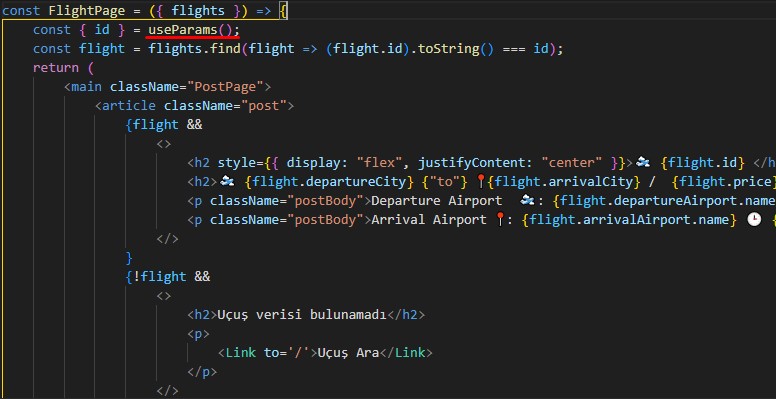 const FlightPage = ({ flights }) => {
const { id } = useParams();
const flight = flights.find(flight => (flight.id).toString() === id);
return (
<main className="PostPage">
<article className="post">
{flight &&
<>
<h2 style={{ display: "flex", justifyContent: "center" }}>🛬 {flight.id} </h
<h2>🛬 {flight.departureCity} {"to"} 📍{flight.arrivalCity} / {flight.price}
<p className="postBody">Departure Airport 🛬: {flight.departureAirport.name
<p className="postBody">Arrival Airport📍: {flight.arrivalAirport.name} 🕒 {
</>
}
{!flight &&
<>
<h2>Uçuş verisi bulunamadı</h2>
<p>
<Link to='/'>Uçuş Ara</Link>
</p>
</>